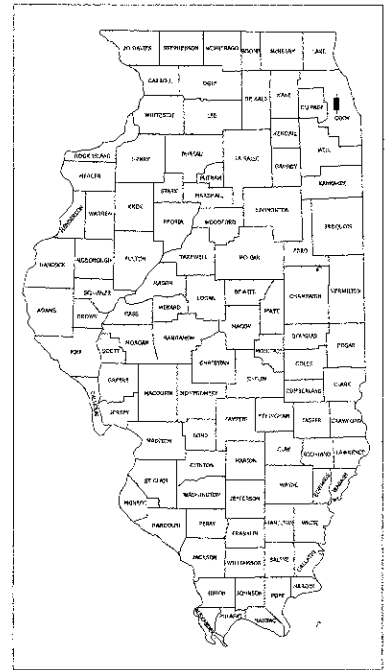 JO DAVIES STEPHENSON WINNEBAGO BOONE McHENRY LAKE
CARROLL OGLE
DE KALB KANE
DU PAGE
COOK
WHITESIDE LEE
KENDALL
WILL
ROCK ISLAND
HENRY BUREAU LA SALLE
GRUNDY
MERCER
PUTNAM
KANKAKEE
STARK
MARSHALL
HENDERSON WARREN KNOX
LIVINGSTON
PEORIA WOODFORD
IROQUOIS
HANCOCK McDONOUGH FULTON
TAZEWELL McLEAN
FORD
MASON
SCHUYLER
LOGAN DE WITT
CHAMPAIGN VERMILION
ADAMS BROWN CASS MENARD
PIATT
MACON
MORGAN SANGAMON
DOUGLAS
EDGAR
PIKE SCOTT
MOULTRIE
COLES
CHRISTIAN
SHELBY
GREENE
CUMBERLAND CLARK
CALHOUN
MACOUPIN MONTGOMERY
JERSEY
FAYETTE EFFINGHAM JASPER CRAWFORD
MADISON BOND
CLAY RICHLAND LAWRENCE
CLINTON MARION
ST CLAIR
WAYNE EDWARDS WABASH
WASHINGTON JEFFERSON
MONROE
RANDOLPH PERRY
HAMILTON WHITE
FRANKLIN
JACKSON
WILLIAMSON SALINE GALLATIN
UNION JOHNSON POPE HARDIN
ALEXANDER PULASKI MASSAC